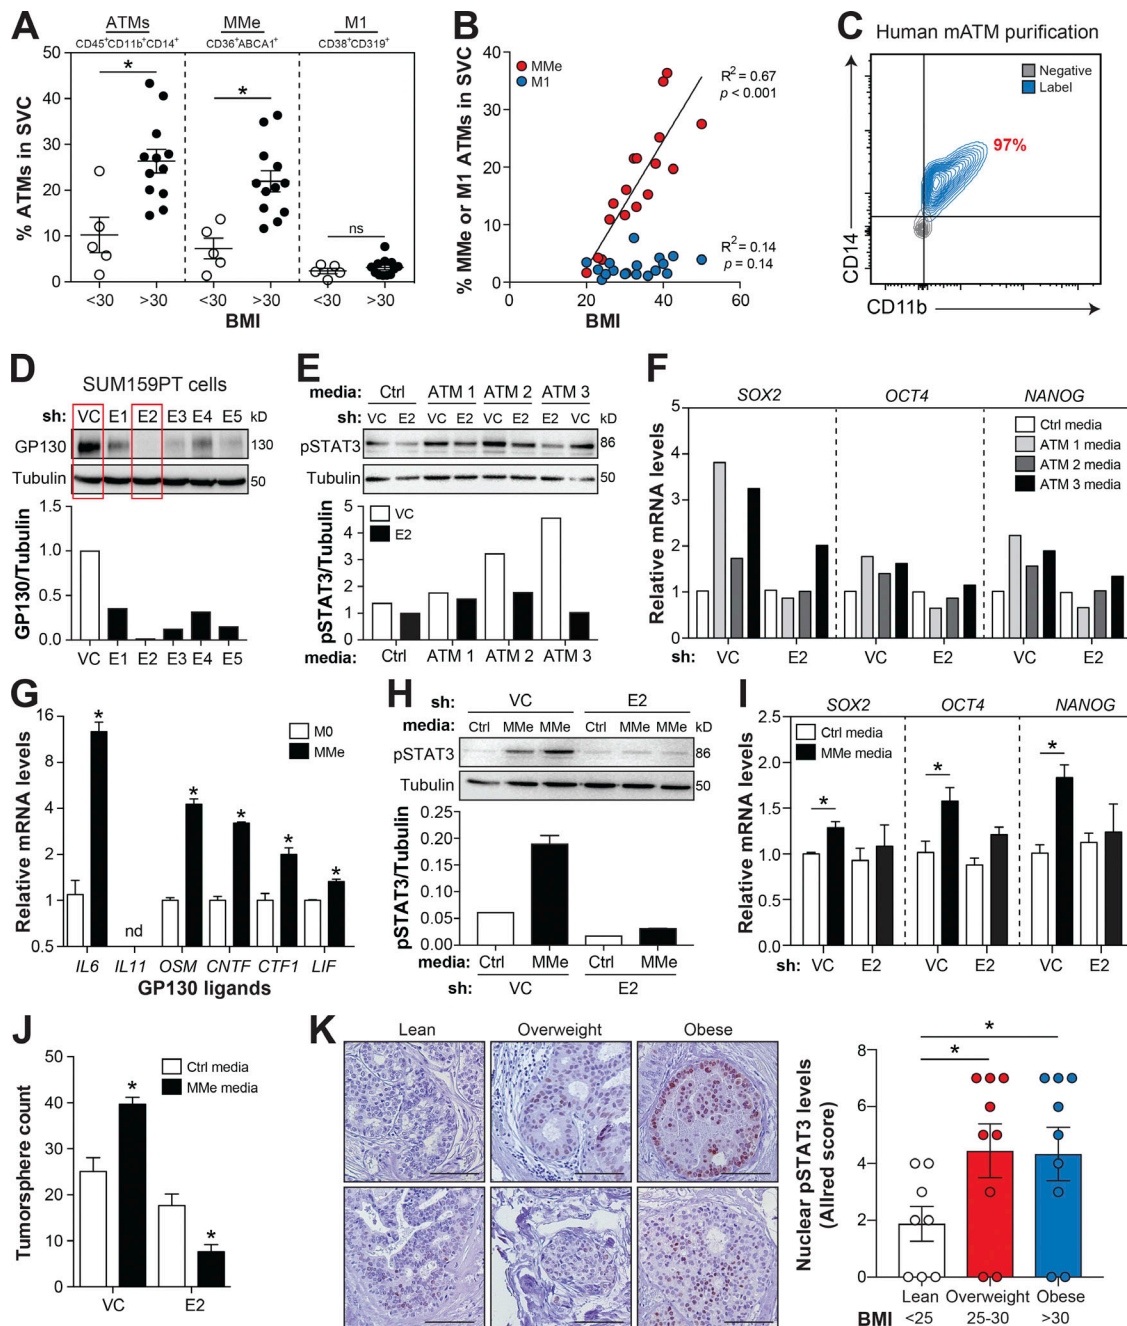 A
ATMs
CD45+CD11b+CD14+
MMe
CD36+ABCA1+
M1
CD38+CD319+
% ATMs in SVC
50
40
30
20
10
0
*
*
ns
<30 >30 <30 >30 <30 >30
BMI
B
% MMe or M1 ATMs in SVC
40
30
20
10
0
MMe
M1
R2 = 0.67
p < 0.001
R2 = 0.14
p = 0.14
0 20 40 60
BMI
C
Human mATM purification
Negative
Label
97%
CD14
CD11b
D
SUM159PT cells
sh: VC E1 E2 E3 E4 E5 kD
GP130 130
Tubulin 50
GP130/Tubulin
1.5
1.0
0.5
0.0
VC E1 E2 E3 E4 E5
E
media: Ctrl ATM 1 ATM 2 ATM 3
sh: VC E2 VC E2 VC E2 E2 VC kD
pSTAT3 86
Tubulin 50
pSTAT3/Tubulin
5
4
3
2
1
0
VC
E2
media: Ctrl ATM 1 ATM 2 ATM 3
F
SOX2 OCT4 NANOG
Relative mRNA levels
5
4
3
2
1
0
Ctrl media
ATM 1 media
ATM 2 media
ATM 3 media
sh: VC E2 VC E2 VC E2
G
Relative mRNA levels
16
8
4
2
1
0.5
M0
MMe
*
nd
*
*
*
*
IL6 IL11 OSM CNTF CTF1 LIF
GP130 ligands
H
sh: VC E2
media: Ctrl MMe MMe Ctrl MMe MMe kD
pSTAT3 86
Tubulin 50
pSTAT3/Tubulin
0.25
0.20
0.15
0.10
0.05
0.00
media: Ctrl MMe Ctrl MMe
sh: VC E2
I
SOX2 OCT4 NANOG
Relative mRNA levels
2.5
2.0
1.5
1.0
0.5
0.0
Ctrl media
MMe media
*
*
*
sh: VC E2 VC E2 VC E2
J
Tumorsphere count
50
40
30
20
10
0
Ctrl media
MMe media
*
*
VC E2
K
Lean Overweight Obese
Nuclear pSTAT3 levels
(Allred score)
8
6
4
2
0
*
*
Lean Overweight Obese
BMI <25 25-30 >30